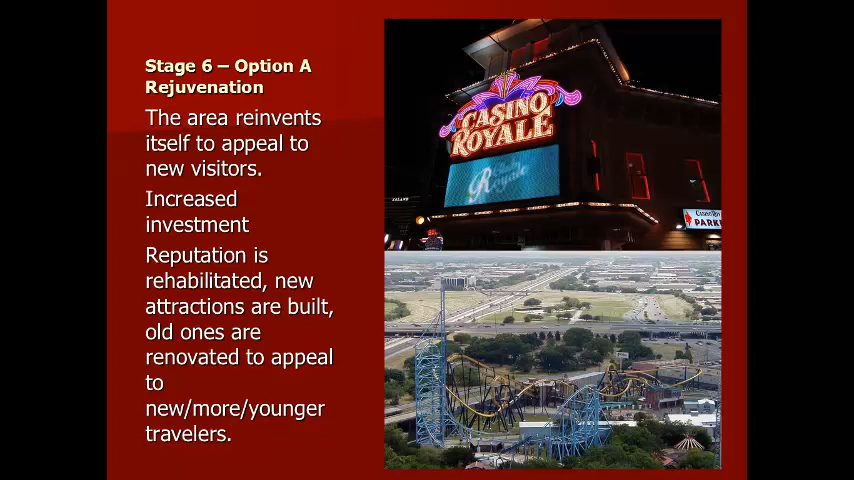 Stage 6 – Option A
Rejuvenation
The area reinvents
itself to appeal to
new visitors.
Increased
investment
Reputation is
rehabilitated, new
attractions are built,
old ones are
renovated to appeal
to
new/more/younger
travelers.
CASINO
ROYALE
Royale